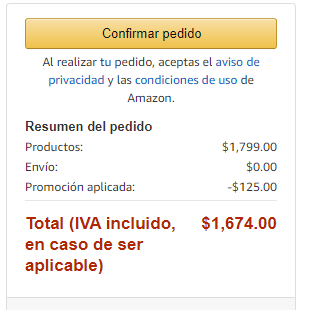 Confirmar pedido
Al realizar tu pedido, aceptas el aviso de
privacidad y las condiciones de uso de
Amazon.
Resumen del pedido
Productos: $1,799.00
Envío: $0.00
Promoción aplicada: -$125.00
Total (IVA incluido, $1,674.00
en caso de ser
aplicable)